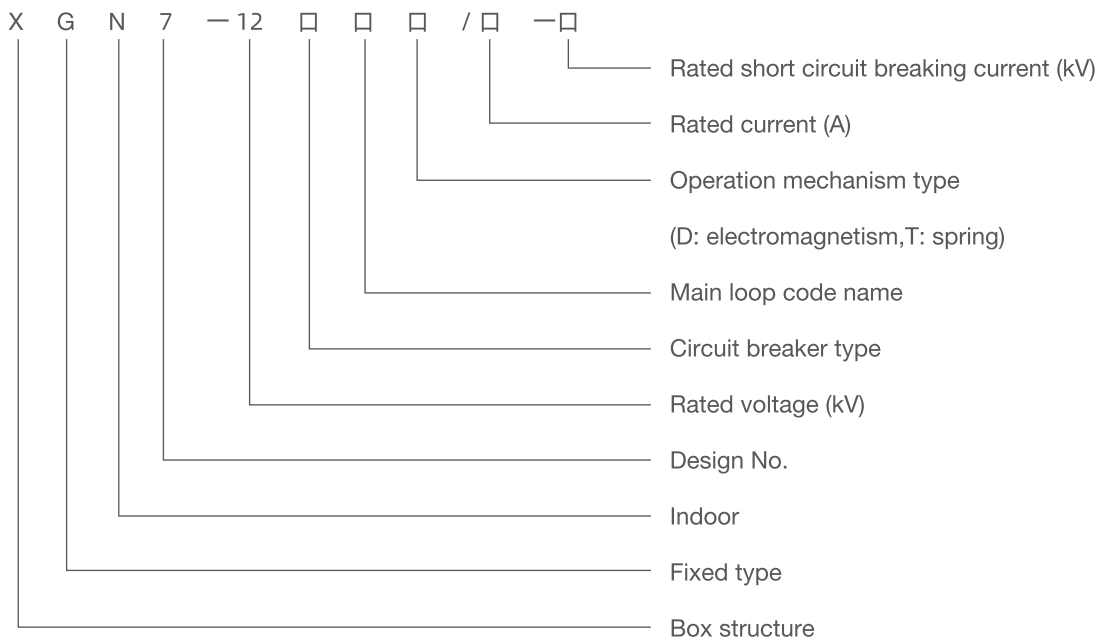 X G N 7 －12 口 口 口 /口 －口
Rated short circuit breaking current (kV)
Rated current (A)
Operation mechanism type
(D: electromagnetism,T: spring)
Main loop code name
Circuit breaker type
Rated voltage (kV)
Design No.
Indoor
Fixed type
Box structure